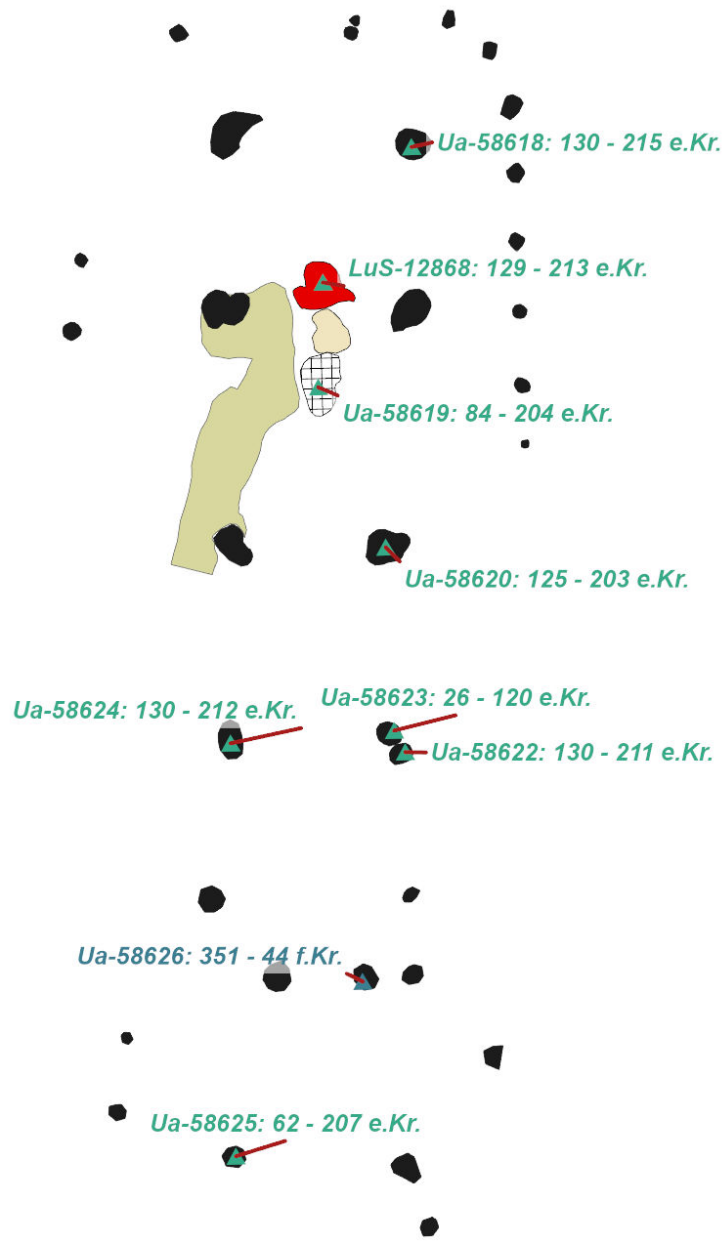 Ua-58618: 130 - 215 e.Kr.
LuS-12868: 129 - 213 e.Kr.
Ua-58619: 84 - 204 e.Kr.
Ua-58620: 125 - 203 e.Kr.
Ua-58624: 130 - 212 e.Kr.
Ua-58623: 26 - 120 e.Kr.
Ua-58622: 130 - 211 e.Kr.
Ua-58626: 351 - 44 f.Kr.
Ua-58625: 62 - 207 e.Kr.